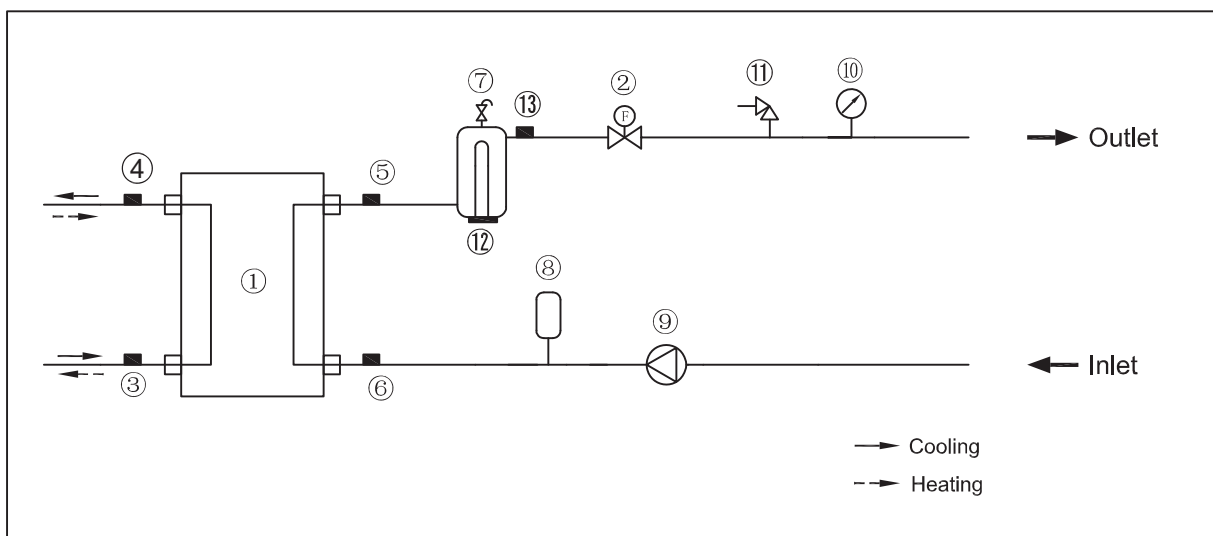 ⑦
⑬
②
F
⑪
⑩
Outlet
④
⑤
⑫
①
⑧
⑨
③
⑥
Inlet
Cooling
Heating